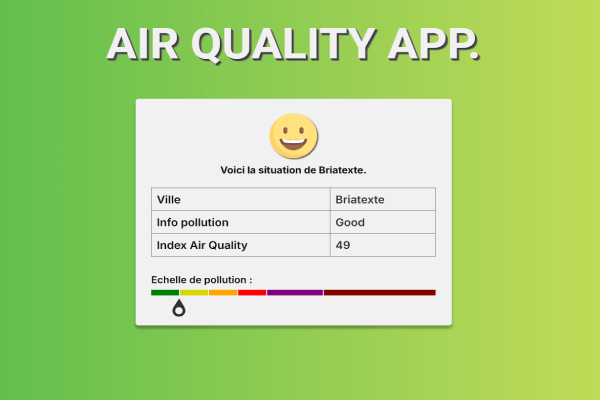 AIR QUALITY APP.
Voici la situation de Briatexte.
Ville Briatexte
Info pollution Good
Index Air Quality 49
Echelle de pollution :